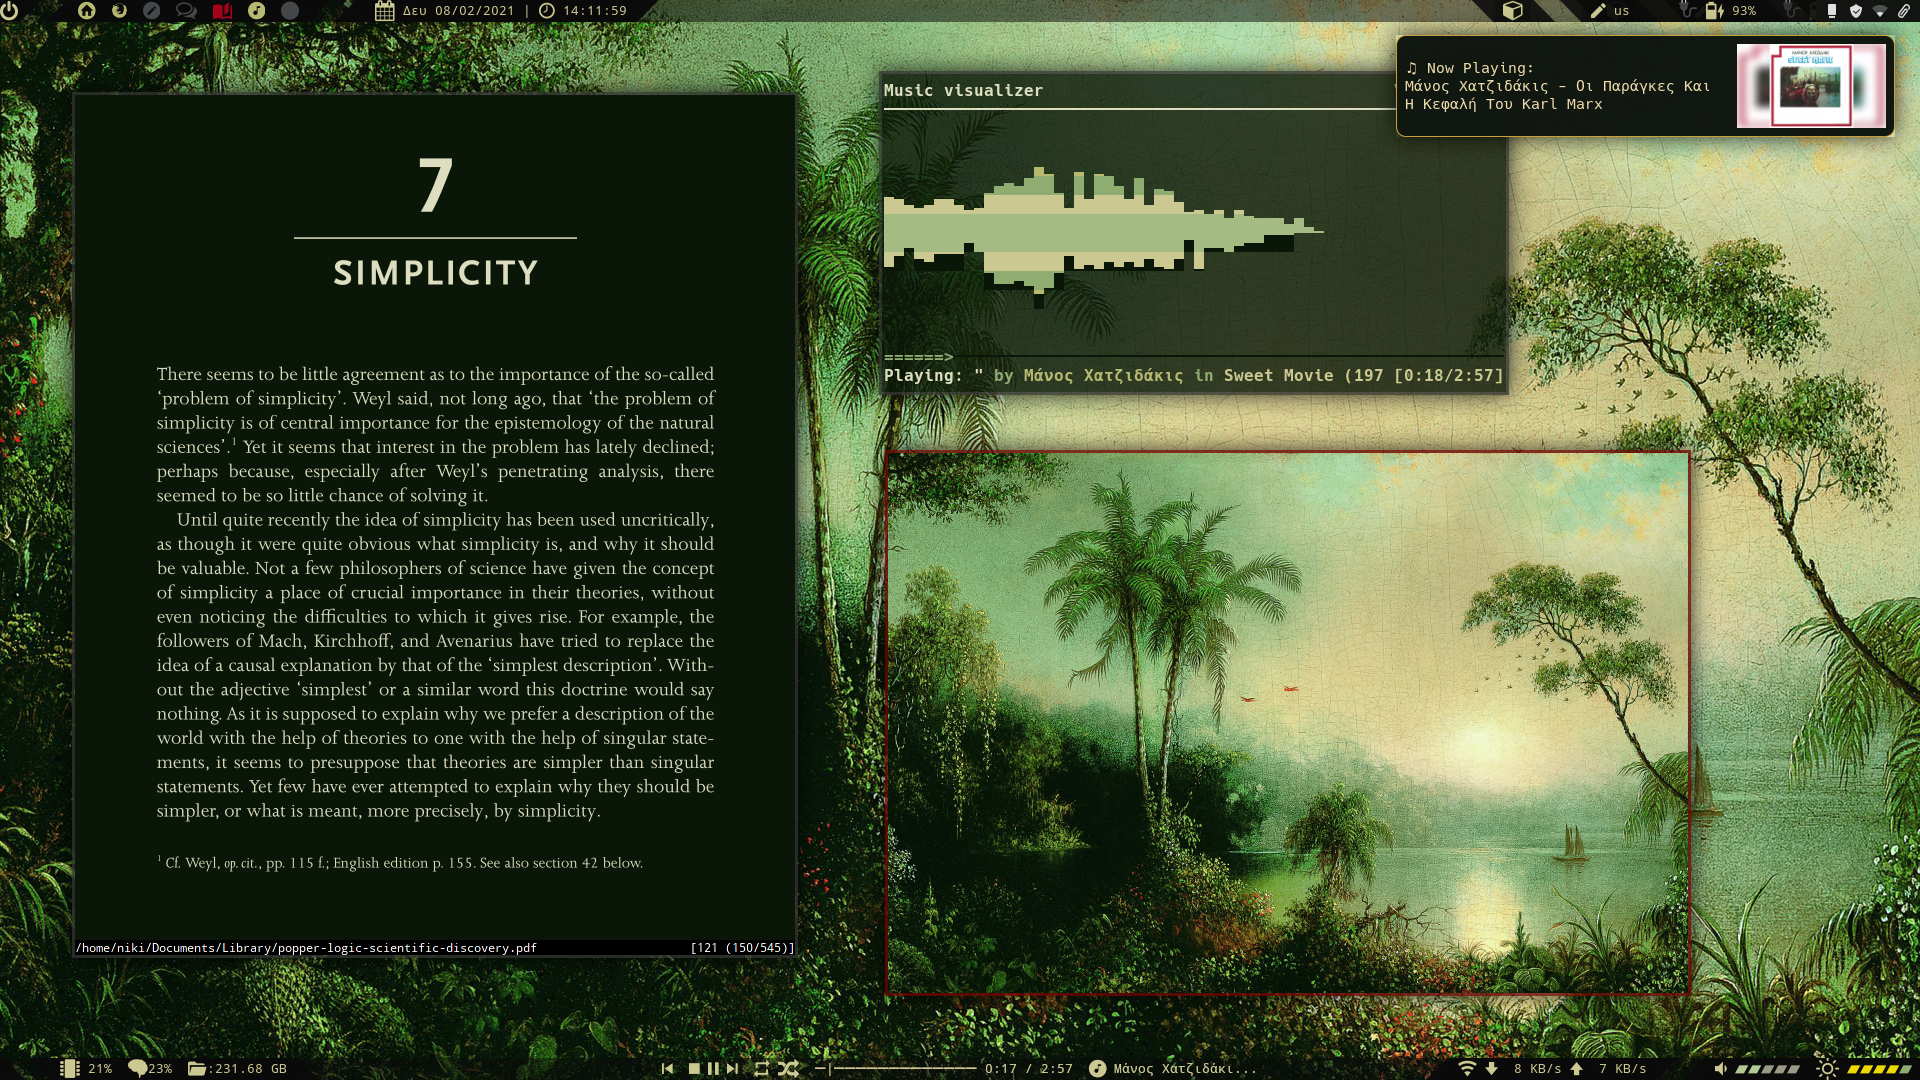 Δευ 08/02/2021 | 14:11:59
us
93%
♫ Now Playing:
Μάνος Χατζιδάκις - Οι Παράγκες Και
Η Κεφαλή Του Karl Marx
SWEET MOVIE
Music visualizer
======>
Playing: " by Μάνος Χατζιδάκις in Sweet Movie (197 [0:18/2:57]
7
SIMPLICITY
There seems to be little agreement as to the importance of the so-called
‘problem of simplicity’. Weyl said, not long ago, that ‘the problem of
simplicity is of central importance for the epistemology of the natural
sciences’.1 Yet it seems that interest in the problem has lately declined;
perhaps because, especially after Weyl’s penetrating analysis, there
seemed to be so little chance of solving it.
Until quite recently the idea of simplicity has been used uncritically,
as though it were quite obvious what simplicity is, and why it should
be valuable. Not a few philosophers of science have given the concept
of simplicity a place of crucial importance in their theories, without
even noticing the difficulties to which it gives rise. For example, the
followers of Mach, Kirchhoff, and Avenarius have tried to replace the
idea of a causal explanation by that of the ‘simplest description’. With-
out the adjective ‘simplest’ or a similar word this doctrine would say
nothing. As it is supposed to explain why we prefer a description of the
world with the help of theories to one with the help of singular state-
ments, it seems to presuppose that theories are simpler than singular
statements. Yet few have ever attempted to explain why they should be
simpler, or what is meant, more precisely, by simplicity.
1 Cf. Weyl, op. cit., pp. 115 f.; English edition p. 155. See also section 42 below.
/home/niki/Documents/Library/popper-logic-scientific-discovery.pdf [121 (150/545)]
21%
23%
:231.68 GB
0:17 / 2:57
Μάνος Χατζιδάκι...
8 KB/s
7 KB/s